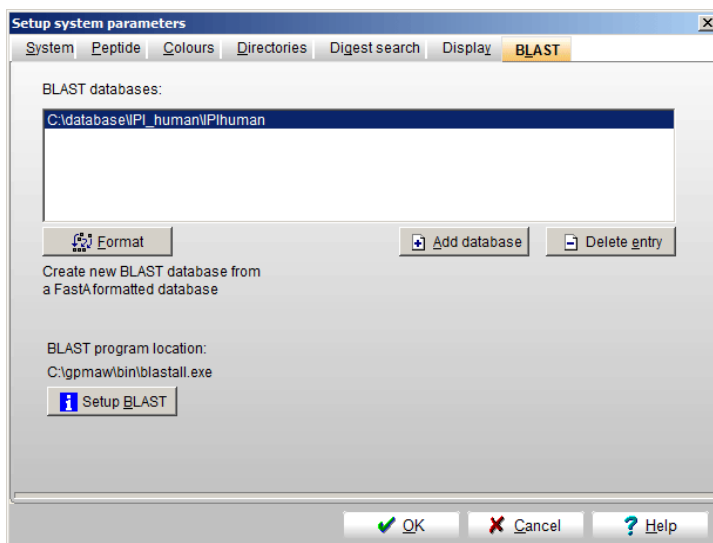 Setup system parameters
System Peptide Colours Directories Digest search Display BLAST
BLAST databases:
C:\database\IPI_human\IPIhuman
Format Add database Delete entry
Create new BLAST database from
a FastA formatted database
BLAST program location:
C:\gpmaw\bin\blastall.exe
Setup BLAST
OK Cancel Help